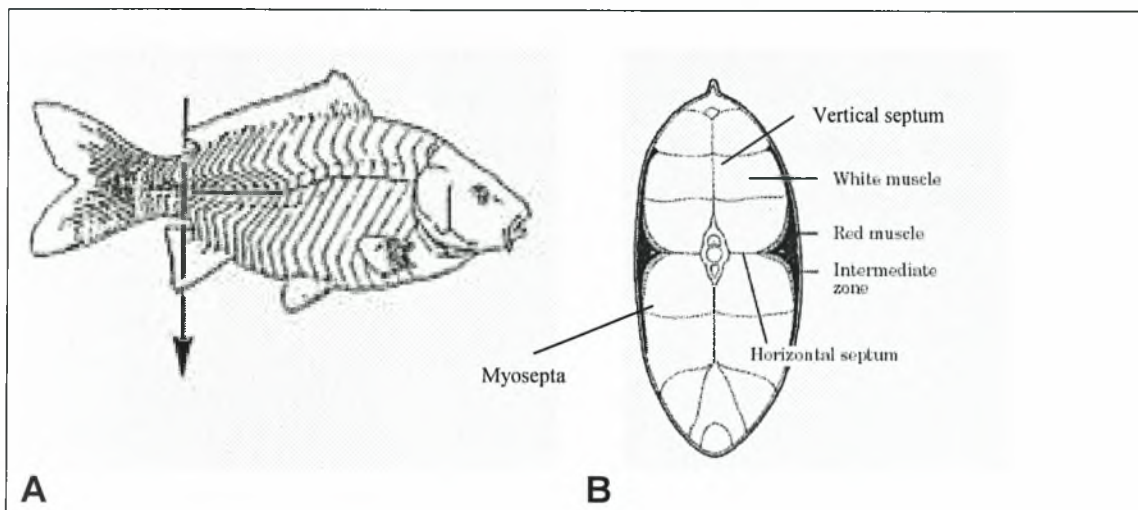 Vertical septum
White muscle
Red muscle
Intermediate
zone
Horizontal septum
Myosepta
A
B